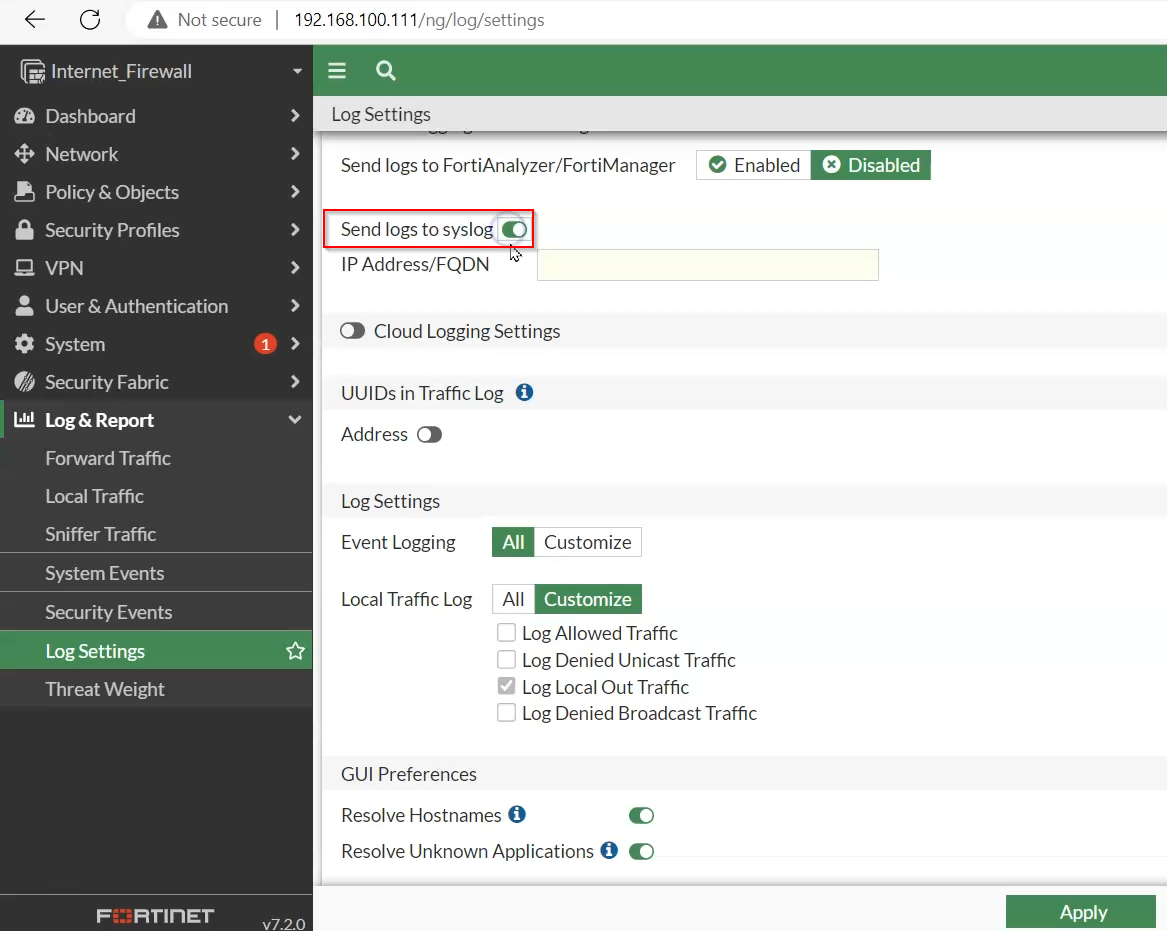 Not secure | 192.168.100.111/ng/log/settings
Internet_Firewall
Dashboard
Network
Policy & Objects
Security Profiles
VPN
User & Authentication
System 1
Security Fabric
Log & Report
Forward Traffic
Local Traffic
Sniffer Traffic
System Events
Security Events
Log Settings
Threat Weight
FORTINET v7.2.0
Log Settings
Send logs to FortiAnalyzer/FortiManager Enabled Disabled
Send logs to syslog
IP Address/FQDN
Cloud Logging Settings
UUIDs in Traffic Log
Address
Log Settings
Event Logging All Customize
Local Traffic Log All Customize
Log Allowed Traffic
Log Denied Unicast Traffic
Log Local Out Traffic
Log Denied Broadcast Traffic
GUI Preferences
Resolve Hostnames
Resolve Unknown Applications
Apply